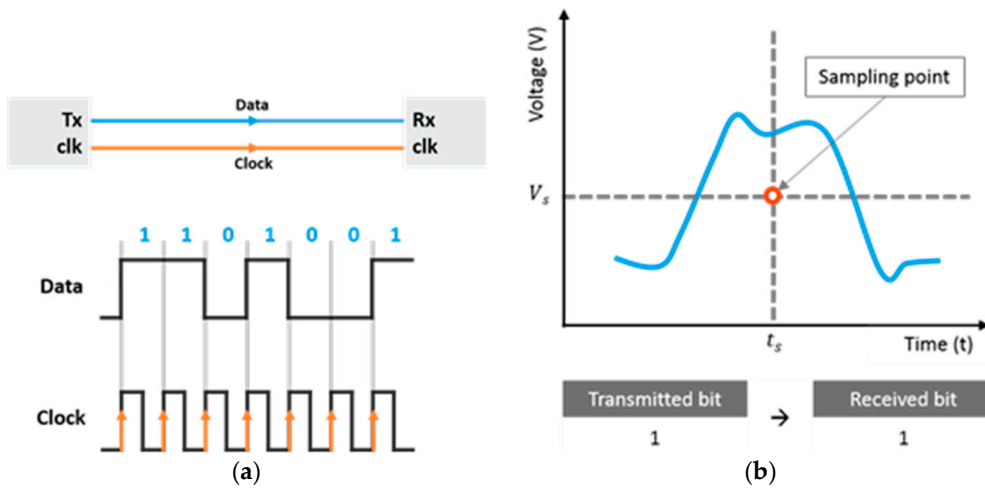 Data
Tx Rx
clk clk
Clock
1 1 0 1 0 0 1
Data
Clock
(a)
Voltage (V)
Sampling point
Vₛ
tₛ
Time (t)
Transmitted bit → Received bit
1 1
(b)